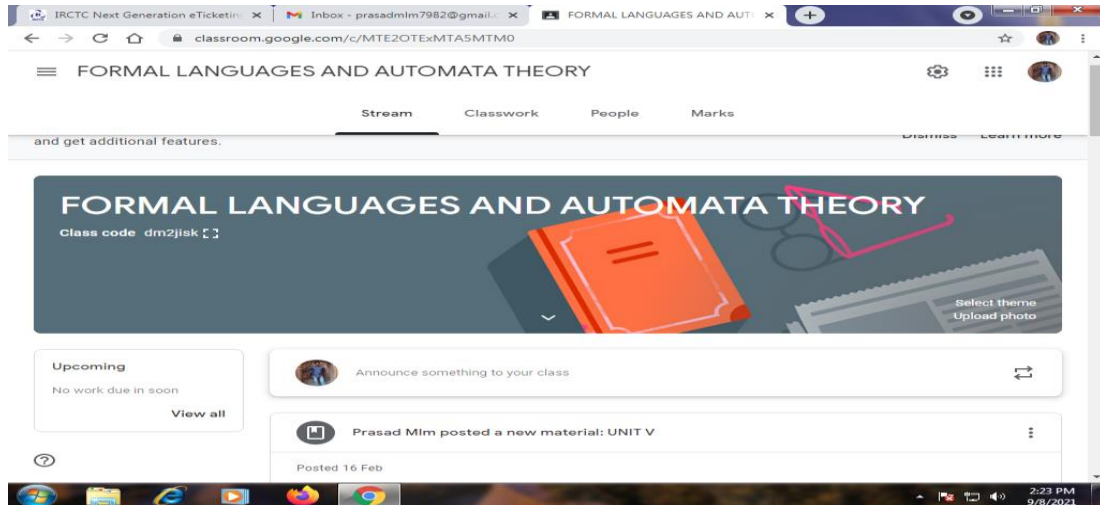 IRCTC Next Generation eTicketin
Inbox - prasadmlm7982@gmail.c
FORMAL LANGUAGES AND AUT
classroom.google.com/c/MTE2OTExMTA5MTM0
FORMAL LANGUAGES AND AUTOMATA THEORY
Stream Classwork People Marks
and get additional features.
Dismiss Learn more
FORMAL LANGUAGES AND AUTOMATA THEORY
Class code dm2jisk
Select theme
Upload photo
Upcoming
No work due in soon
View all
Announce something to your class
Prasad Mlm posted a new material: UNIT V
Posted 16 Feb
2:23 PM
9/8/2021